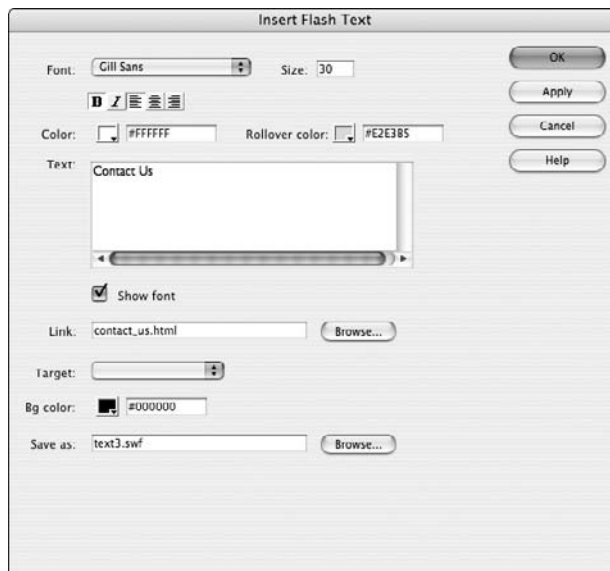 Insert Flash Text
Font: Gill Sans Size: 30 OK
B I Apply
Color: #FFFFFF Rollover color: #E2E3B5 Cancel
Text: Contact Us Help
Show font
Link: contact_us.html Browse...
Target:
Bg color: #000000
Save as: text3.swf Browse...